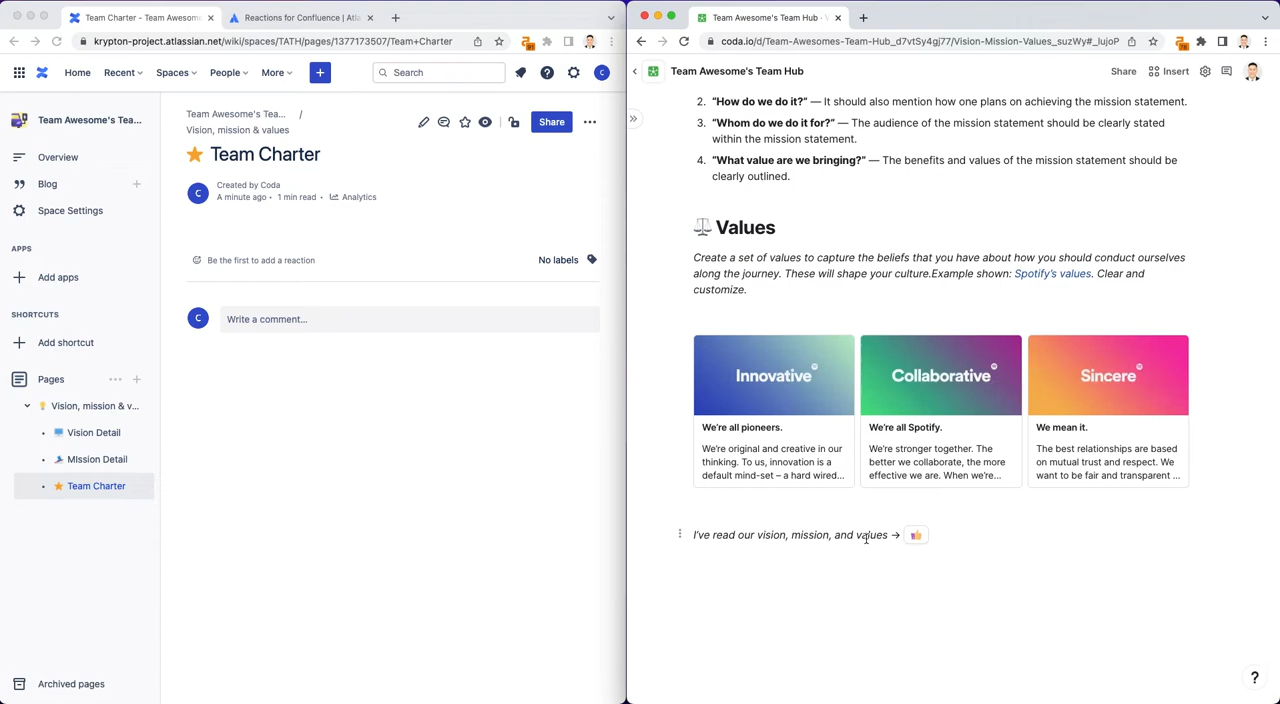 Team Charter - Team Awesome
Reactions for Confluence | Atla
krypton-project.atlassian.net/wiki/spaces/TATH/pages/1377173507/Team+Charter
Home
Recent
Spaces
People
More
Search
C
Team Awesome's Tea...
Overview
Blog
Space Settings
APPS
Add apps
SHORTCUTS
Add shortcut
Pages
Vision, mission & v...
Vision Detail
Mission Detail
Team Charter
Archived pages
Team Awesome's Tea... /
Vision, mission & values
Share
Team Charter
C
Created by Coda
A minute ago • 1 min read • Analytics
Be the first to add a reaction
No labels
C
Write a comment...
Team Awesome's Team Hub ·
coda.io/d/Team-Awesomes-Team-Hub_d7vtSy4gj77/Vision-Mission-Values_suzWy#_lujoP
Team Awesome's Team Hub
Share
Insert
2. “How do we do it?” — It should also mention how one plans on achieving the mission statement.
3. “Whom do we do it for?” — The audience of the mission statement should be clearly stated
within the mission statement.
4. “What value are we bringing?” — The benefits and values of the mission statement should be
clearly outlined.
Values
Create a set of values to capture the beliefs that you have about how you should conduct ourselves
along the journey. These will shape your culture.Example shown: Spotify's values. Clear and
customize.
Innovative
We're all pioneers.
We're original and creative in our
thinking. To us, innovation is a
default mind-set – a hard wired...
Collaborative
We're all Spotify.
We're stronger together. The
better we collaborate, the more
effective we are. When we're...
Sincere
We mean it.
The best relationships are based
on mutual trust and respect. We
want to be fair and transparent ...
I've read our vision, mission, and values →
?